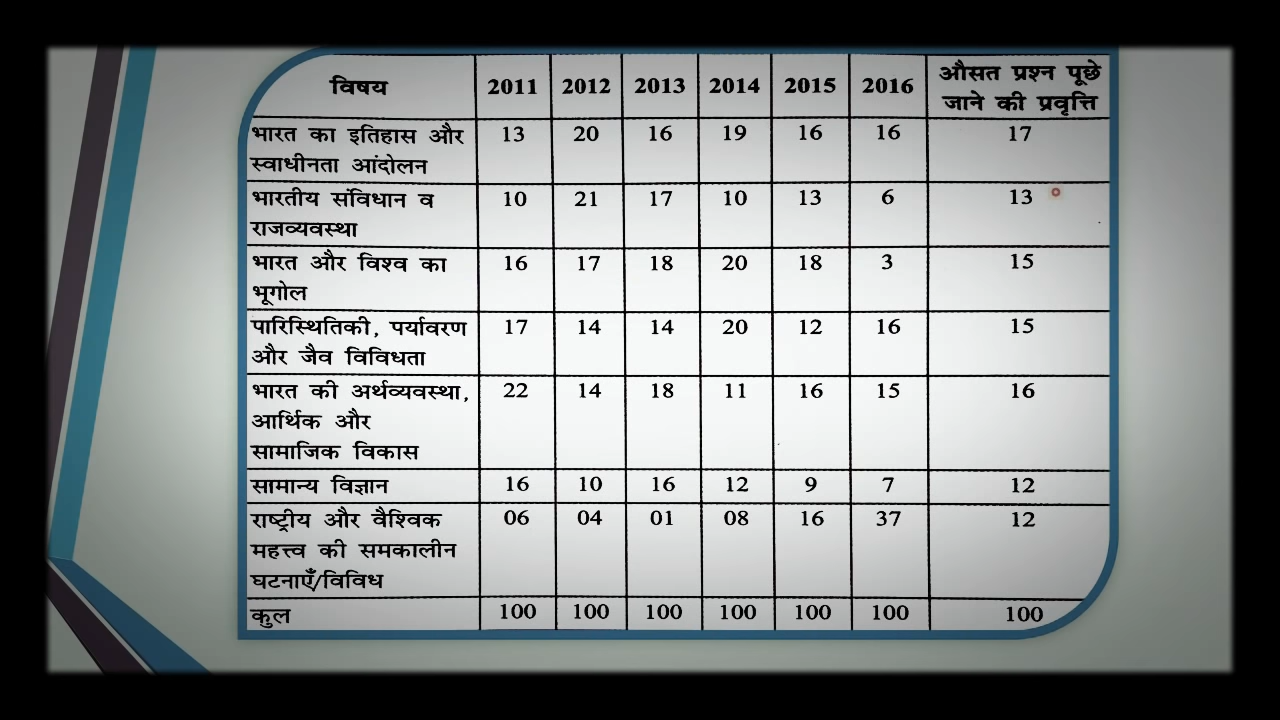 विषय 2011 2012 2013 2014 2015 2016 औसत प्रश्न पूछे
जाने की प्रवृत्ति
भारत का इतिहास और 13 20 16 19 16 16 17
स्वाधीनता आंदोलन
भारतीय संविधान व 10 21 17 10 13 6 13
राजव्यवस्था
भारत और विश्व का 16 17 18 20 18 3 15
भूगोल
पारिस्थितिकी, पर्यावरण 17 14 14 20 12 16 15
और जैव विविधता
भारत की अर्थव्यवस्था, 22 14 18 11 16 15 16
आर्थिक और
सामाजिक विकास
सामान्य विज्ञान 16 10 16 12 9 7 12
राष्ट्रीय और वैश्विक 06 04 01 08 16 37 12
महत्त्व की समकालीन
घटनाएँ/विविध
कुल 100 100 100 100 100 100 100